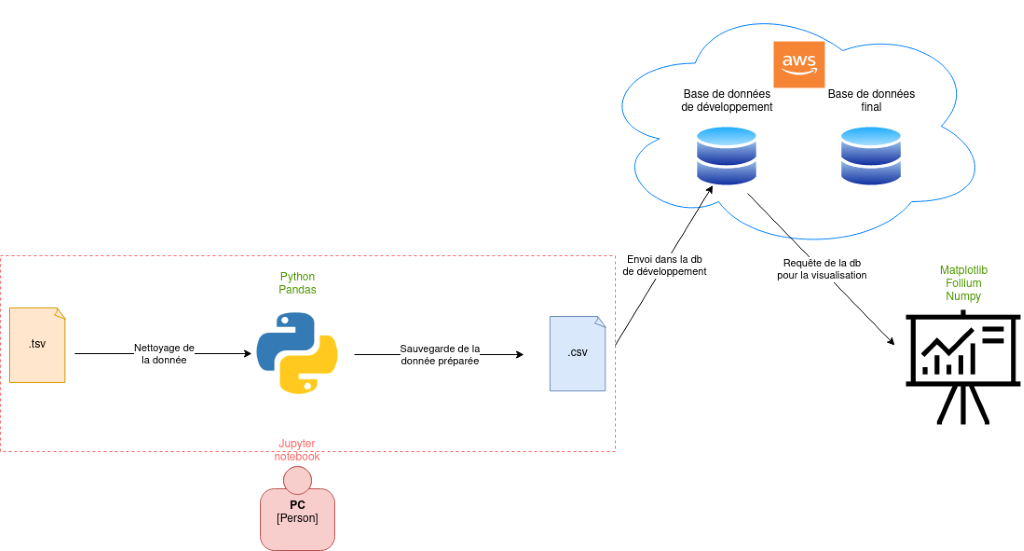 aws
Base de données
de développement
Base de données
final
Envoi dans la db
de développement
Requête de la db
pour la visualisation
Python
Pandas
Matplotlib
Follium
Numpy
.tsv
Nettoyage de
la donnée
Sauvegarde de la
donnée préparée
.csv
Jupyter
notebook
PC
[Person]